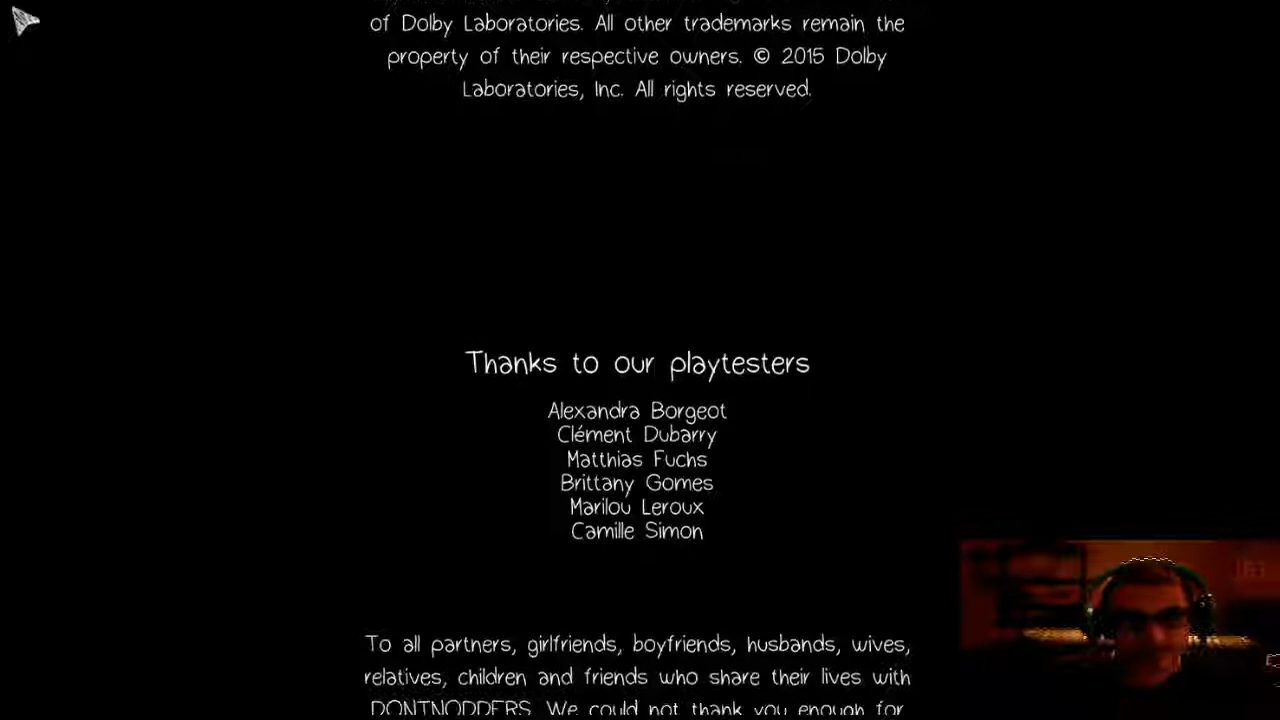 of Dolby Laboratories. All other trademarks remain the
property of their respective owners. © 2015 Dolby
Laboratories, Inc. All rights reserved.
Thanks to our playtesters
Alexandra Borgeot
Clément Dubarry
Matthias Fuchs
Brittany Gomes
Marilou Leroux
Camille Simon
To all partners, girlfriends, boyfriends, husbands, wives,
relatives, children and friends who share their lives with
DONTNODDERS. We could not thank you enough for